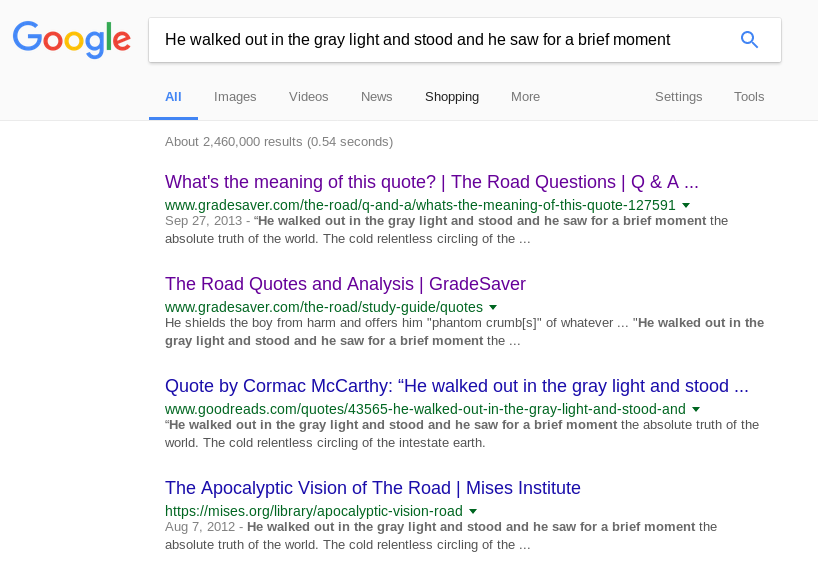 Google
He walked out in the gray light and stood and he saw for a brief moment
All Images Videos News Shopping More Settings Tools
About 2,460,000 results (0.54 seconds)
What's the meaning of this quote? | The Road Questions | Q & A ...
www.gradesaver.com/the-road/q-and-a/whats-the-meaning-of-this-quote-127591
Sep 27, 2013 - “He walked out in the gray light and stood and he saw for a brief moment the
absolute truth of the world. The cold relentless circling of the ...
The Road Quotes and Analysis | GradeSaver
www.gradesaver.com/the-road/study-guide/quotes
He shields the boy from harm and offers him "phantom crumb[s]" of whatever ... "He walked out in the
gray light and stood and he saw for a brief moment the ...
Quote by Cormac McCarthy: “He walked out in the gray light and stood ...
www.goodreads.com/quotes/43565-he-walked-out-in-the-gray-light-and-stood-and
“He walked out in the gray light and stood and he saw for a brief moment the absolute truth of the
world. The cold relentless circling of the intestate earth.
The Apocalyptic Vision of The Road | Mises Institute
https://mises.org/library/apocalyptic-vision-road
Aug 7, 2012 - He walked out in the gray light and stood and he saw for a brief moment the
absolute truth of the world. The cold relentless circling of the ...